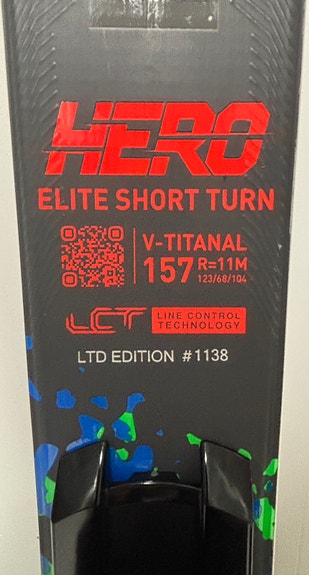 HERO
ELITE SHORT TURN
V-TITANAL
157 R=11M
123/68/104
LCT LINE CONTROL
TECHNOLOGY
LTD EDITION #1138